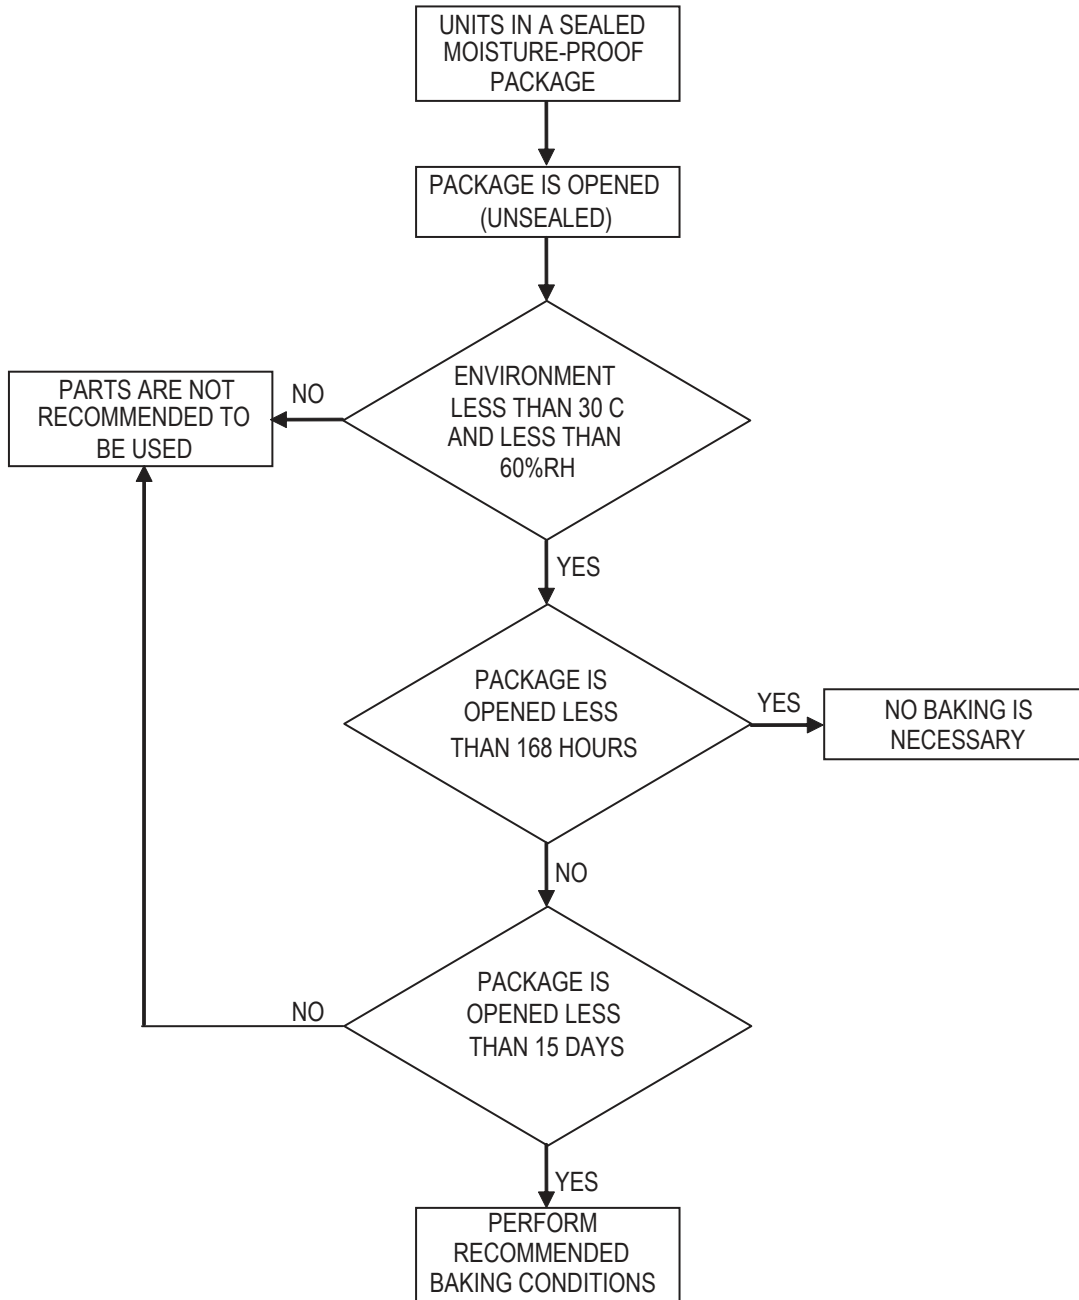 UNITS IN A SEALED
MOISTURE-PROOF
PACKAGE
PACKAGE IS OPENED
(UNSEALED)
ENVIRONMENT
LESS THAN 30 C
AND LESS THAN
60%RH
NO
PARTS ARE NOT
RECOMMENDED TO
BE USED
YES
PACKAGE IS
OPENED LESS
THAN 168 HOURS
YES
NO BAKING IS
NECESSARY
NO
PACKAGE IS
OPENED LESS
THAN 15 DAYS
NO
YES
PERFORM
RECOMMENDED
BAKING CONDITIONS